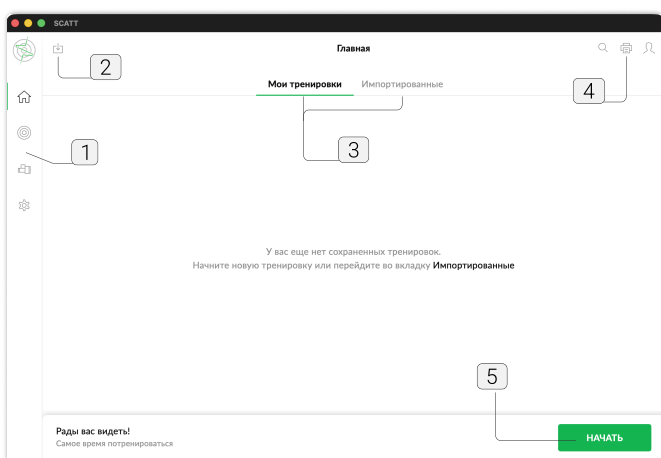 SCATT
Главная
2
Мои тренировки Импортированные
4
1
3
У вас еще нет сохраненных тренировок.
Начните новую тренировку или перейдите во вкладку Импортированные
5
Рады вас видеть!
Самое время потренироваться
НАЧАТЬ